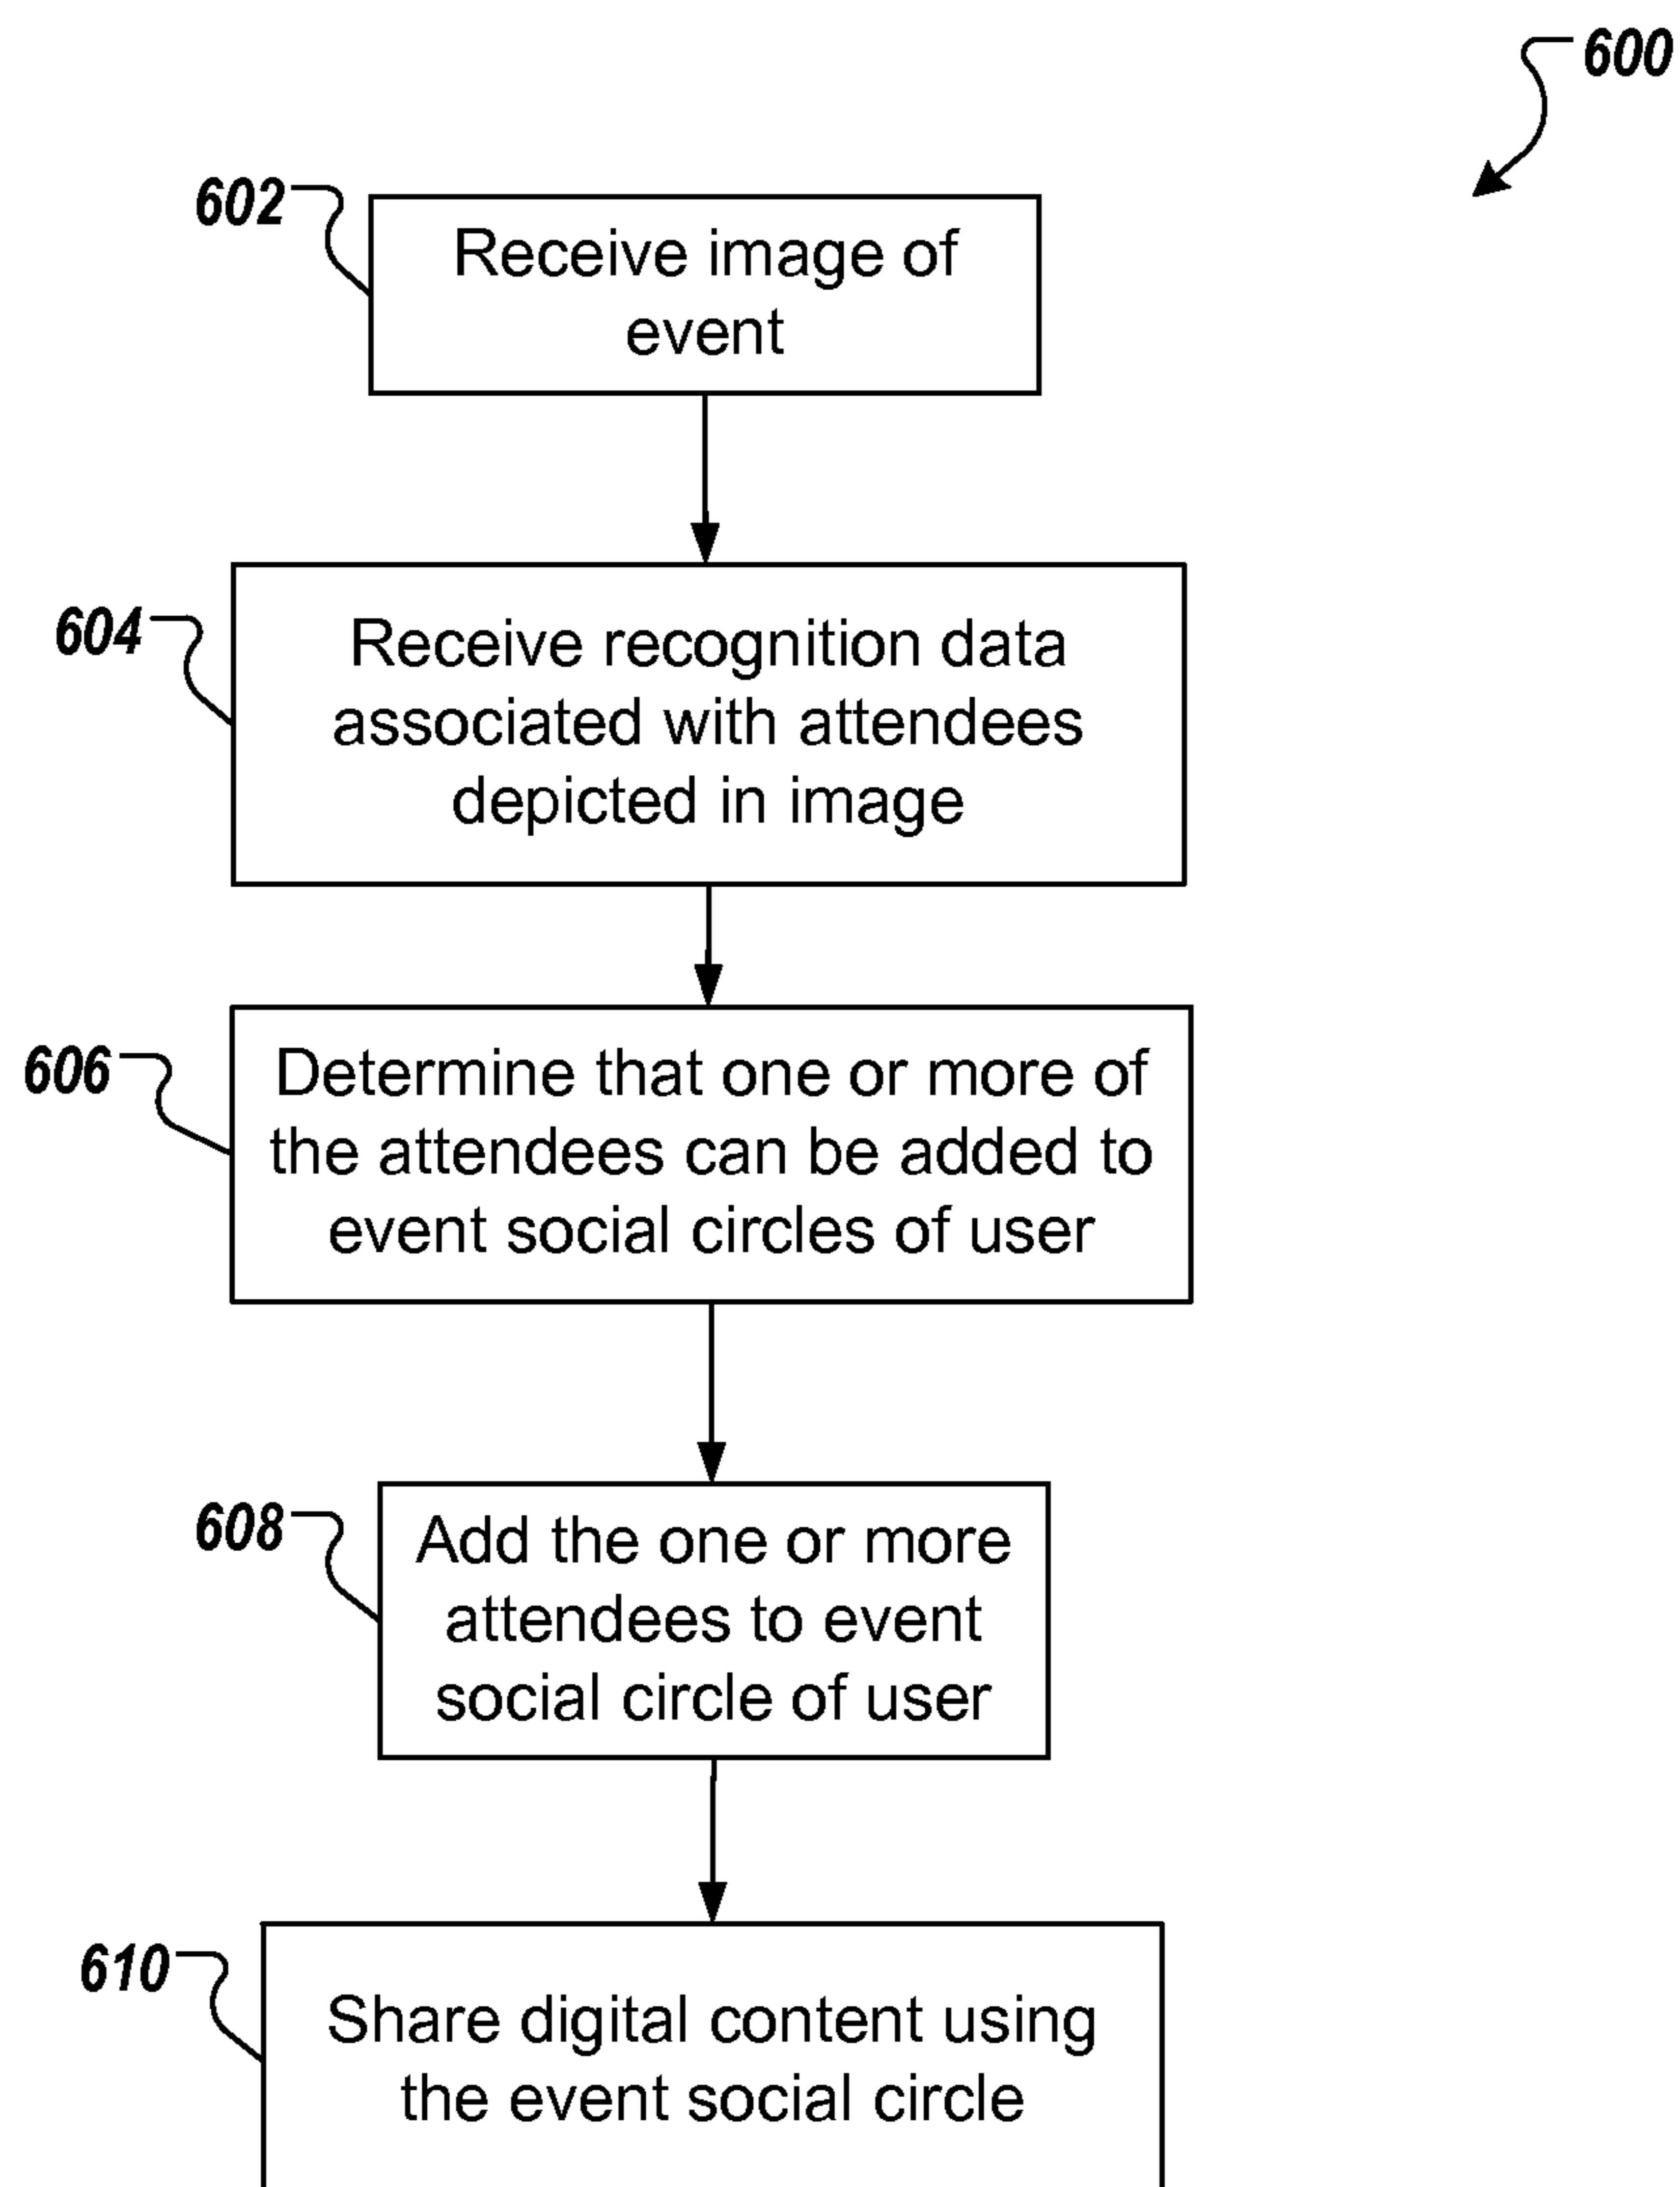 600
602
Receive image of
event
604
Receive recognition data
associated with attendees
depicted in image
606
Determine that one or more of
the attendees can be added to
event social circles of user
608
Add the one or more
attendees to event
social circle of user
610
Share digital content using
the event social circle